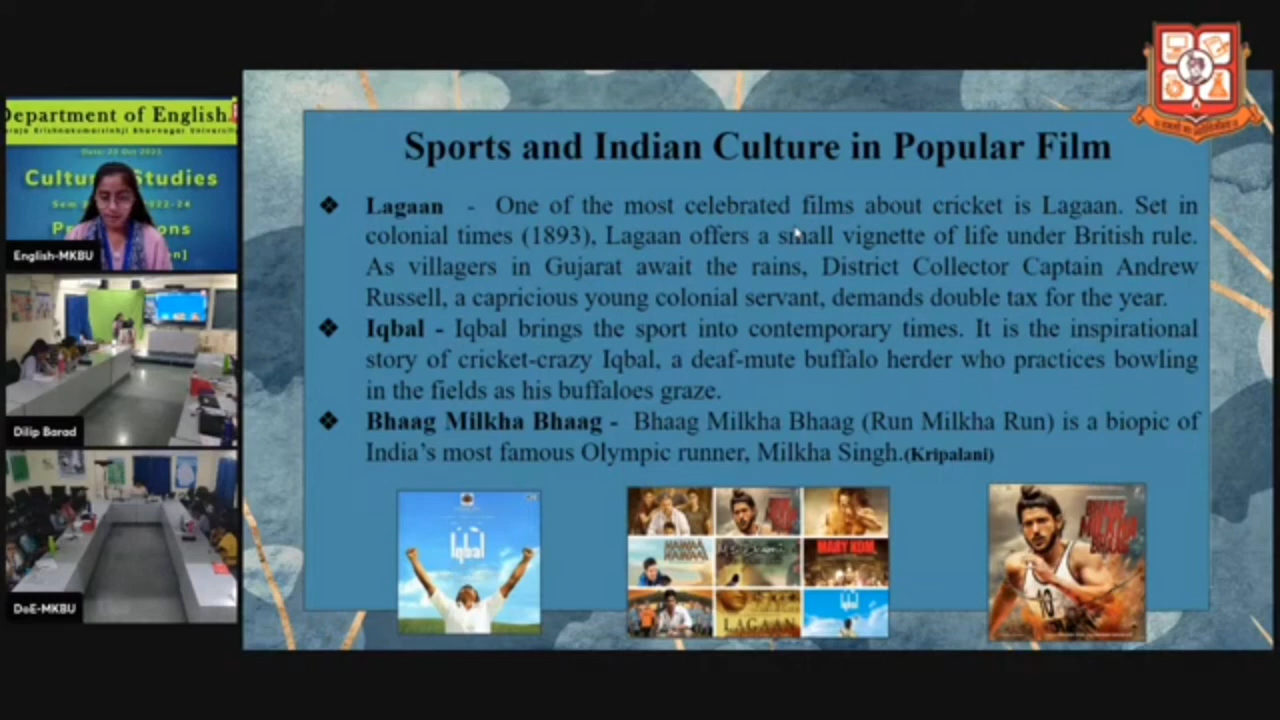 Department of English
Maharaja Krishnakumarsinhji Bhavnagar University
Cultural Studies
English-MKBU
Dilip Barad
DoE-MKBU
Sports and Indian Culture in Popular Film
❖ Lagaan - One of the most celebrated films about cricket is Lagaan. Set in
colonial times (1893), Lagaan offers a small vignette of life under British rule.
As villagers in Gujarat await the rains, District Collector Captain Andrew
Russell, a capricious young colonial servant, demands double tax for the year.
❖ Iqbal - Iqbal brings the sport into contemporary times. It is the inspirational
story of cricket-crazy Iqbal, a deaf-mute buffalo herder who practices bowling
in the fields as his buffaloes graze.
❖ Bhaag Milkha Bhaag - Bhaag Milkha Bhaag (Run Milkha Run) is a biopic of
India's most famous Olympic runner, Milkha Singh.(Kripalani)
Iqbal
MARY KOM
LAGAAN
Iqbal